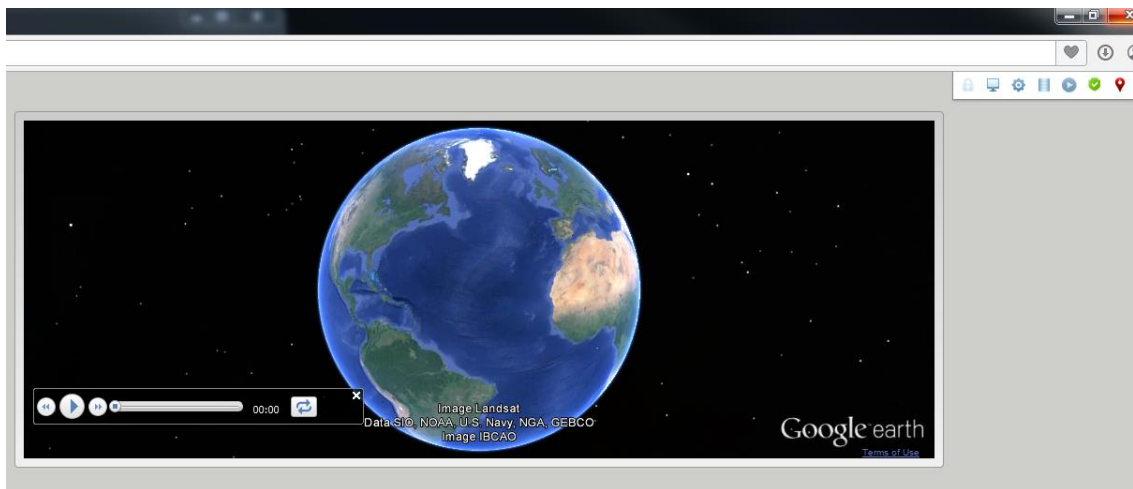 00:00
Image Landsat
Data SIO, NOAA, U.S. Navy, NGA, GEBCO
Image IBCAO
Google earth
Terms of Use